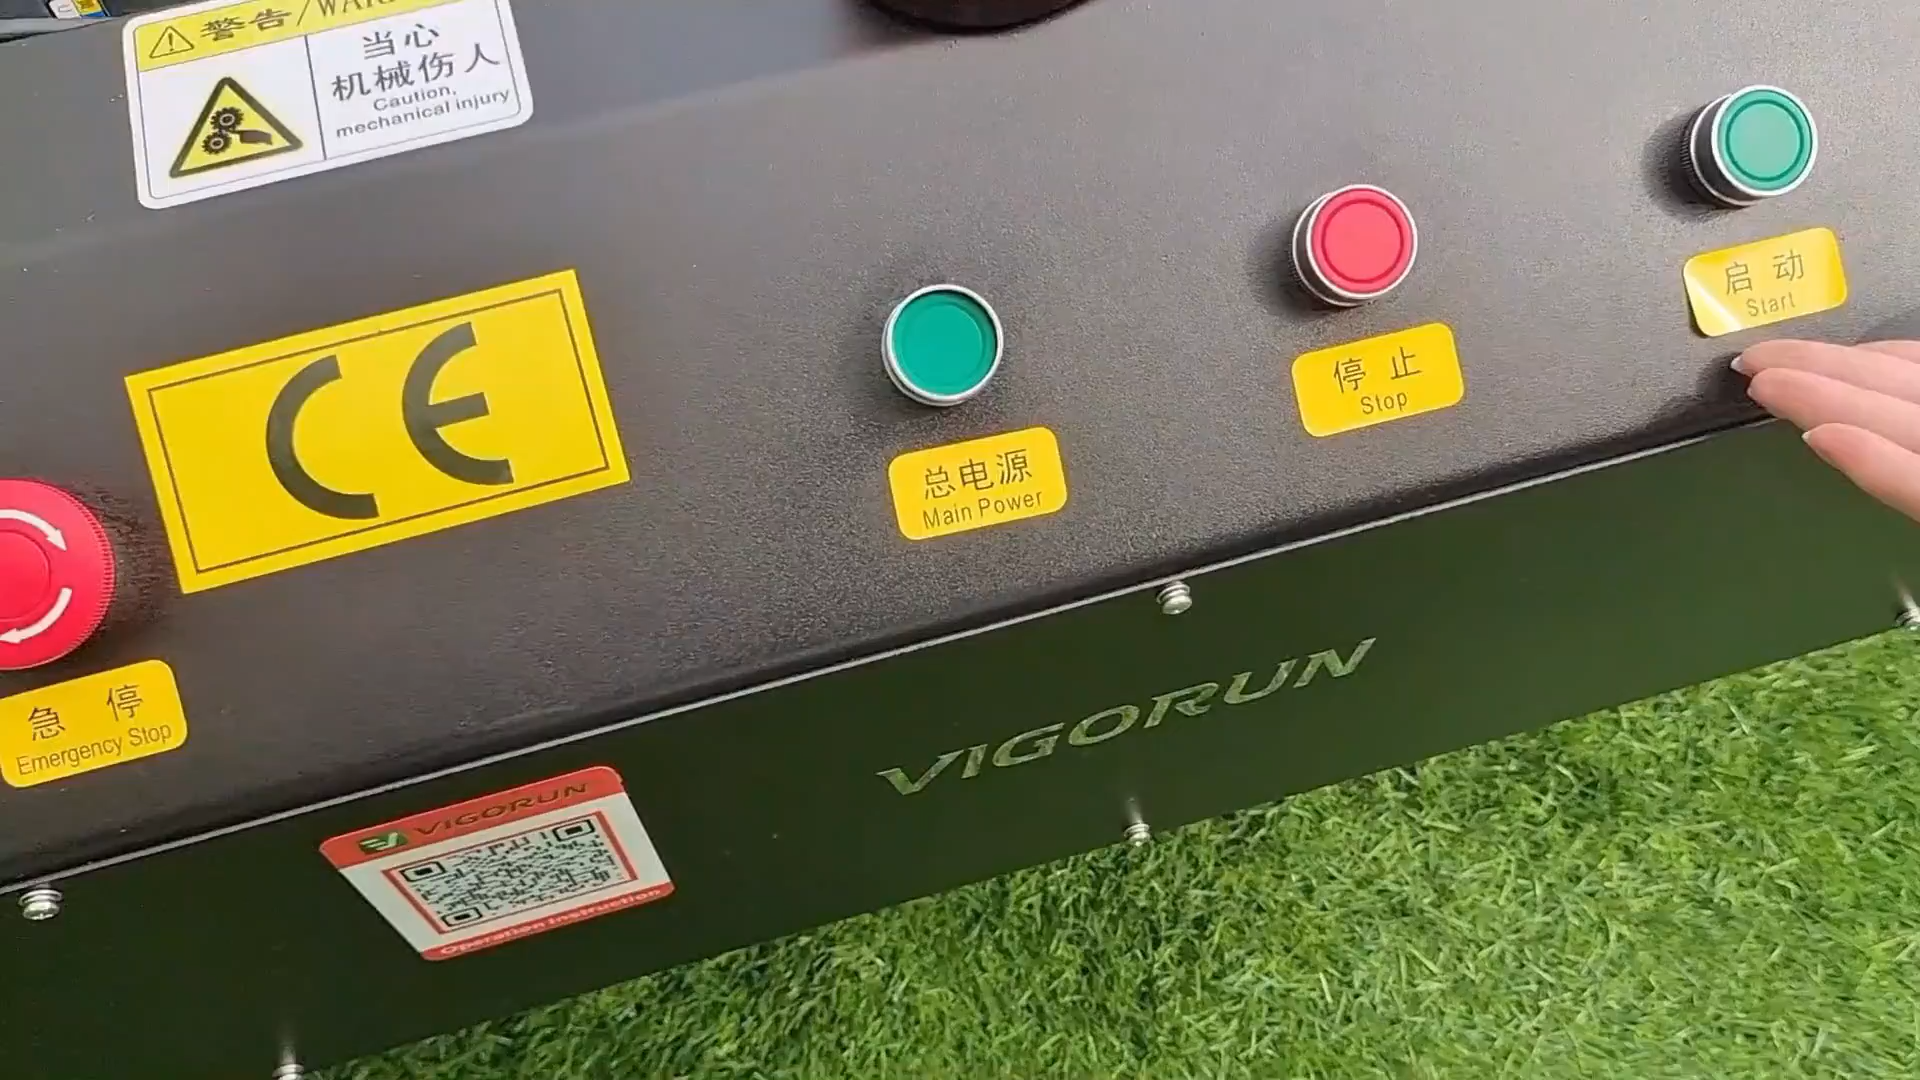 警告/WAR
当心
机械伤人
Caution,
mechanical injury
CE
启动
Start
停止
Stop
总电源
Main Power
急停
Emergency Stop
VIGORUN
VIGORUN
Operation Instruction